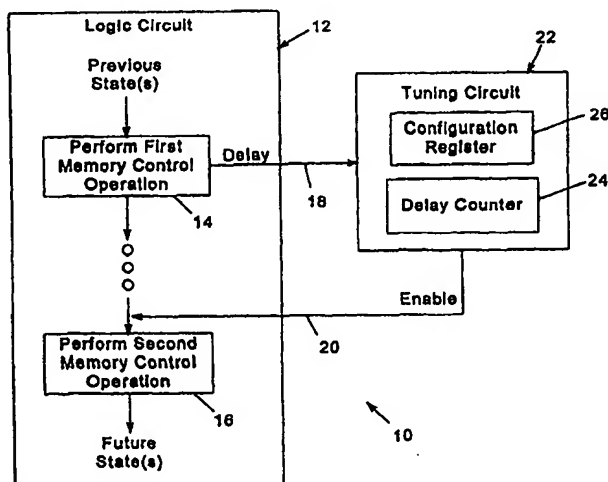 Logic Circuit
12
Previous
State(s)
Perform First
Memory Control
Operation
14
Delay
18
22
Tuning Circuit
Configuration
Register
26
Delay Counter
24
Enable
20
Perform Second
Memory Control
Operation
16
Future
State(s)
10